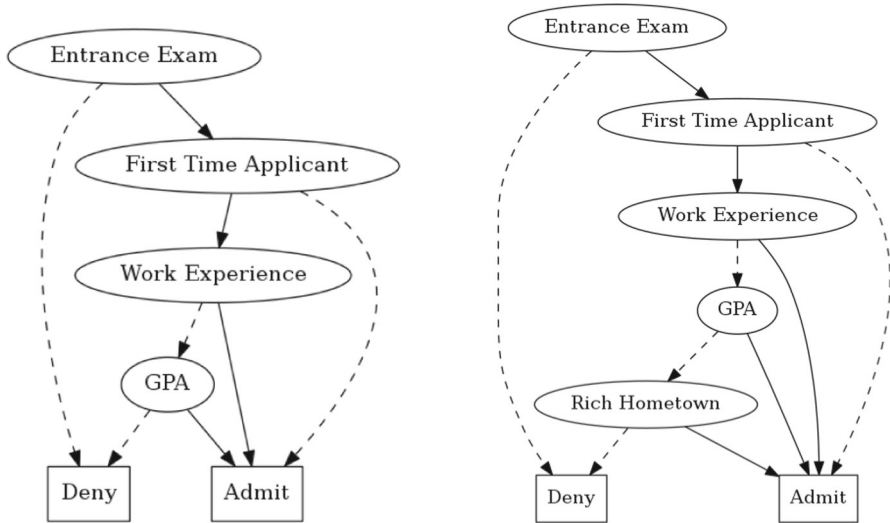 Entrance Exam
First Time Applicant
Work Experience
GPA
Deny
Admit
Entrance Exam
First Time Applicant
Work Experience
GPA
Rich Hometown
Deny
Admit